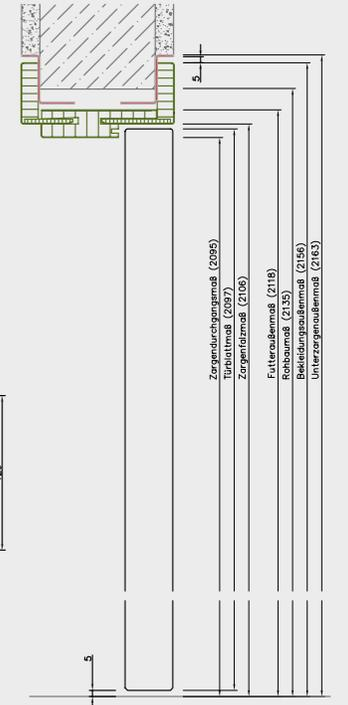 5
Zargendurchgangsmaß (2095)
Türblattmaß (2097)
Zargenfalzmaß (2106)
Futteraußenmaß (2118)
Rohbaumaß (2135)
Bekleidungsaußenmaß (2156)
Unterzargenaußenmaß (2163)
5